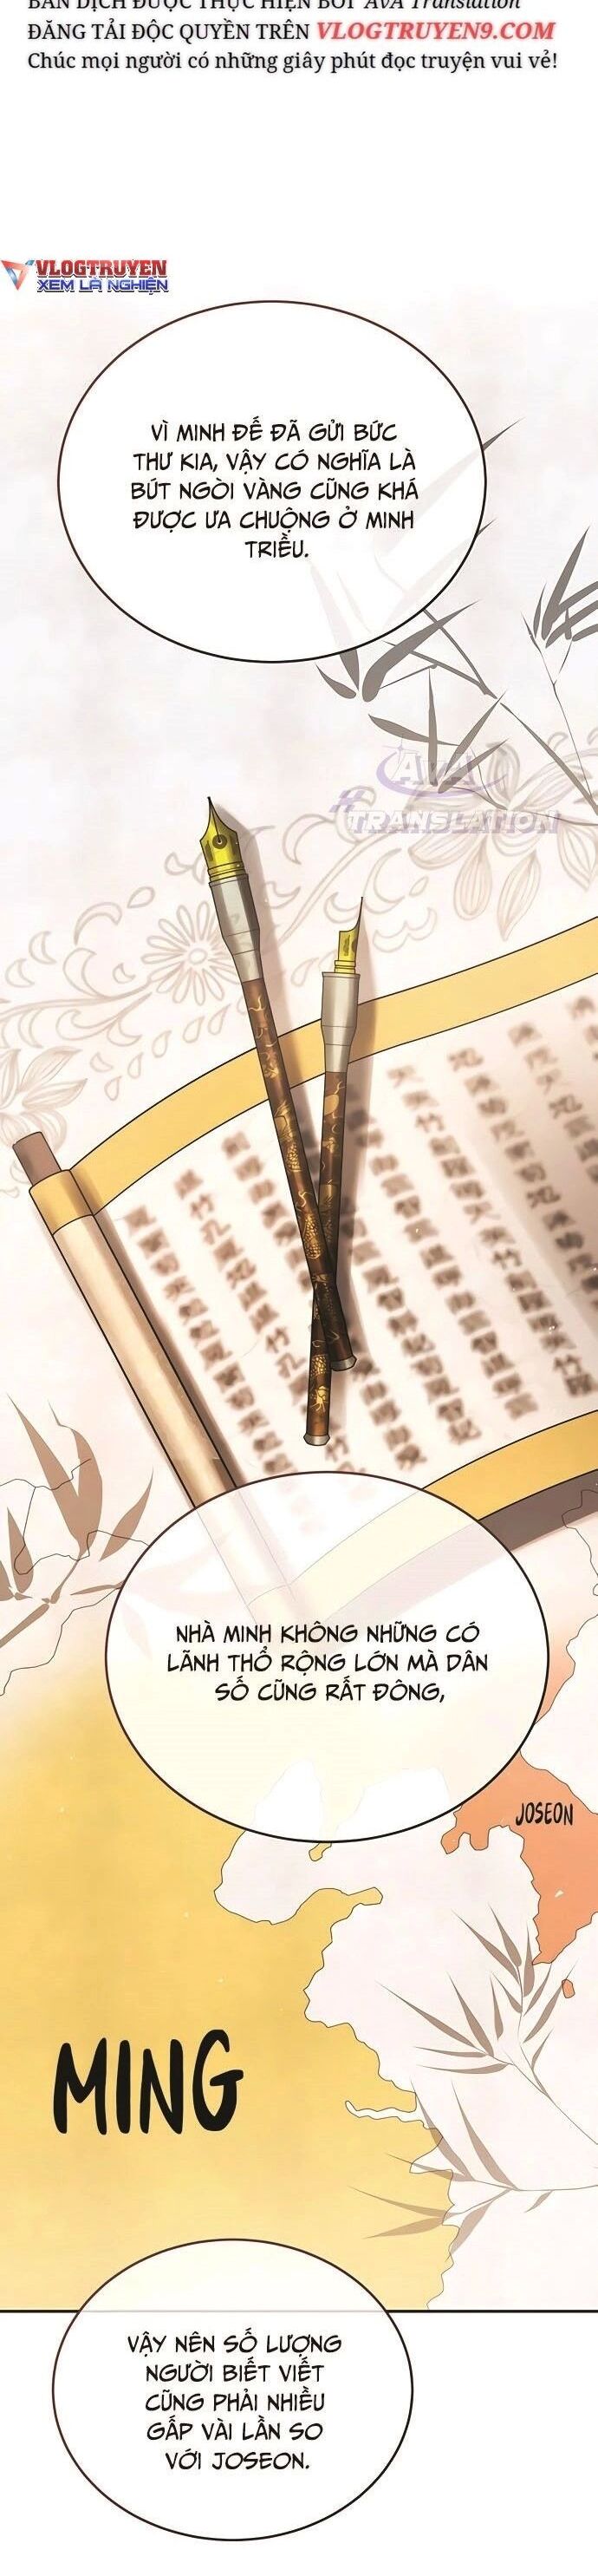 BẢN DỊCH ĐƯỢC THỰC HIỆN BỞI AVA Translation
ĐĂNG TẢI ĐỘC QUYỀN TRÊN VLOGTRUYEN9.COM
Chúc mọi người có những giây phút đọc truyện vui vẻ!
VLOGTRUYEN
XEM LÀ NGHIỆN
VÌ MINH ĐẾ ĐÃ GỬI BỨC
THƯ KIA, VẬY CÓ NGHĨA LÀ
BÚT NGÒI VÀNG CŨNG KHÁ
ĐƯỢC ƯA CHUỘNG Ở MINH
TRIỀU.
AVA
TRANSLATION
NHÀ MINH KHÔNG NHỮNG CÓ
LÃNH THỔ RỘNG LỚN MÀ DÂN
SỐ CŨNG RẤT ĐÔNG,
JOSEON
MING
VẬY NÊN SỐ LƯỢNG
NGƯỜI BIẾT VIẾT
CŨNG PHẢI NHIỀU
GẤP VÀI LẦN SO
VỚI JOSEON.